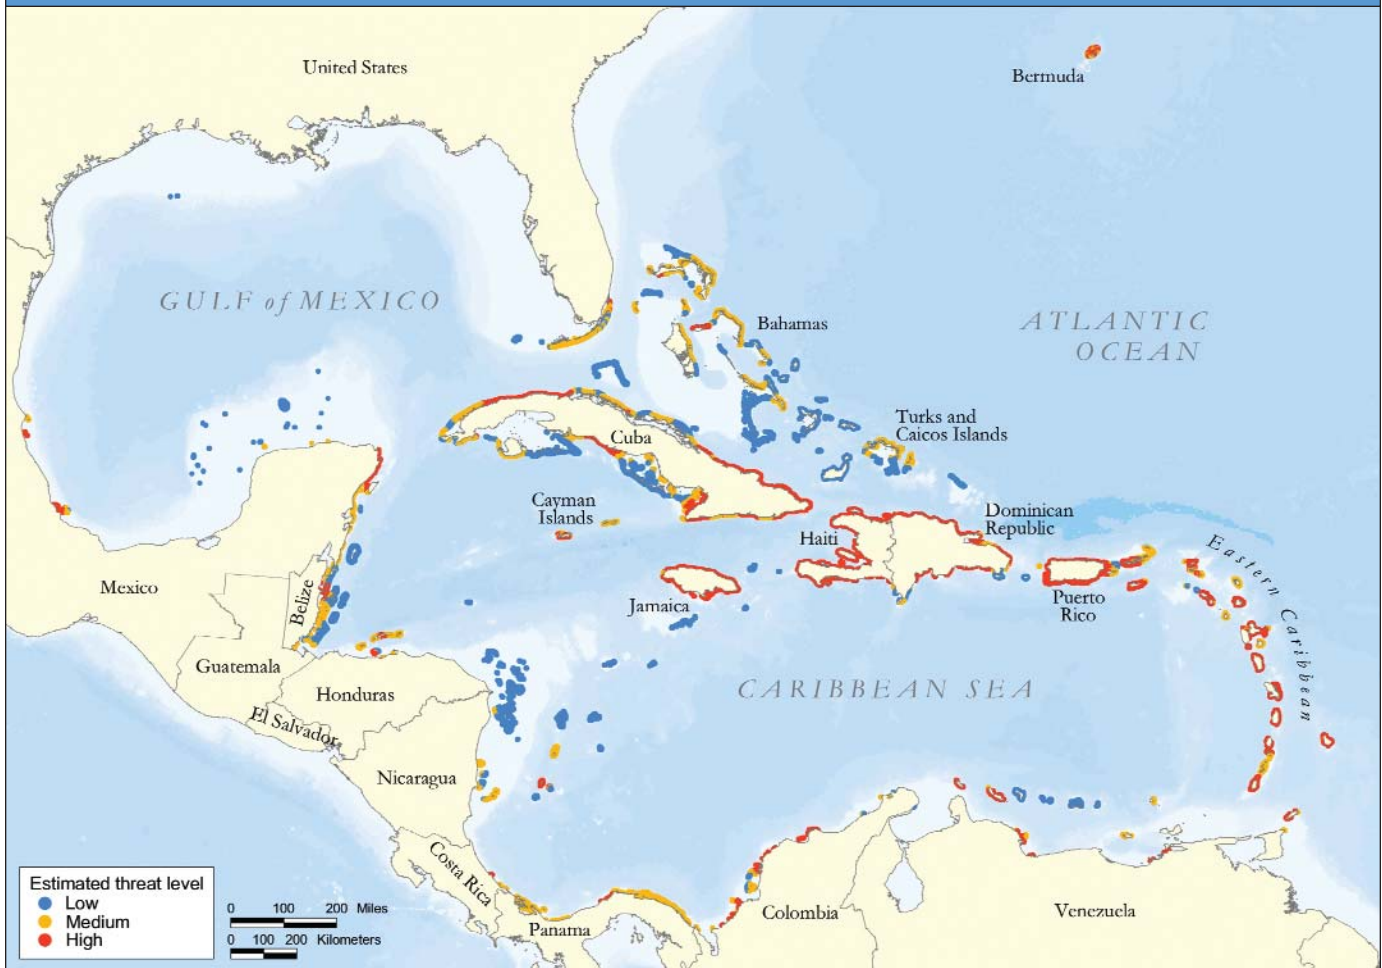 United States
Bermuda
GULF of MEXICO
ATLANTIC
OCEAN
Bahamas
Turks and
Caicos Islands
Cuba
Cayman
Islands
Dominican
Republic
Haiti
Eastern Caribbean
Mexico
Belize
Jamaica
Puerto
Rico
Guatemala
Honduras
CARIBBEAN SEA
El Salvador
Nicaragua
Costa Rica
Panama
Colombia
Venezuela
Estimated threat level
Low
Medium
High
0 100 200 Miles
0 100 200 Kilometers